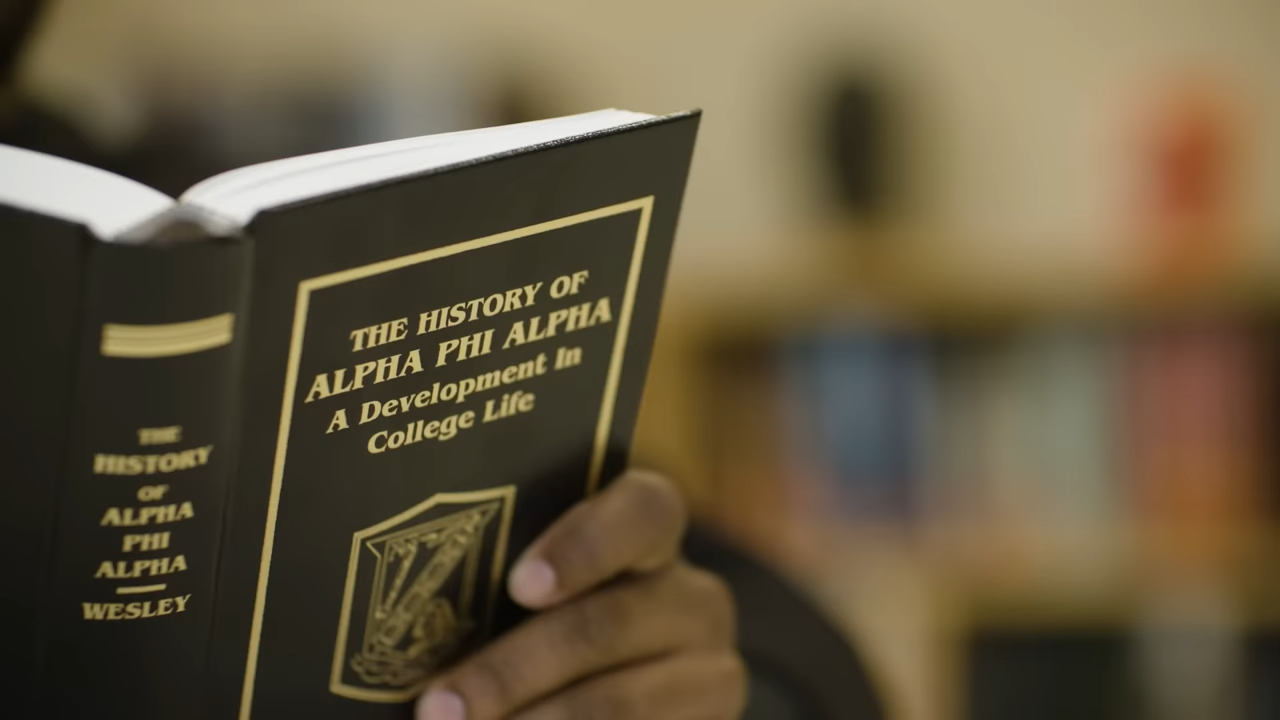 THE HISTORY OF
ALPHA PHI ALPHA
A Development In
College Life
THE
HISTORY
OF
ALPHA
PHI
ALPHA
WESLEY